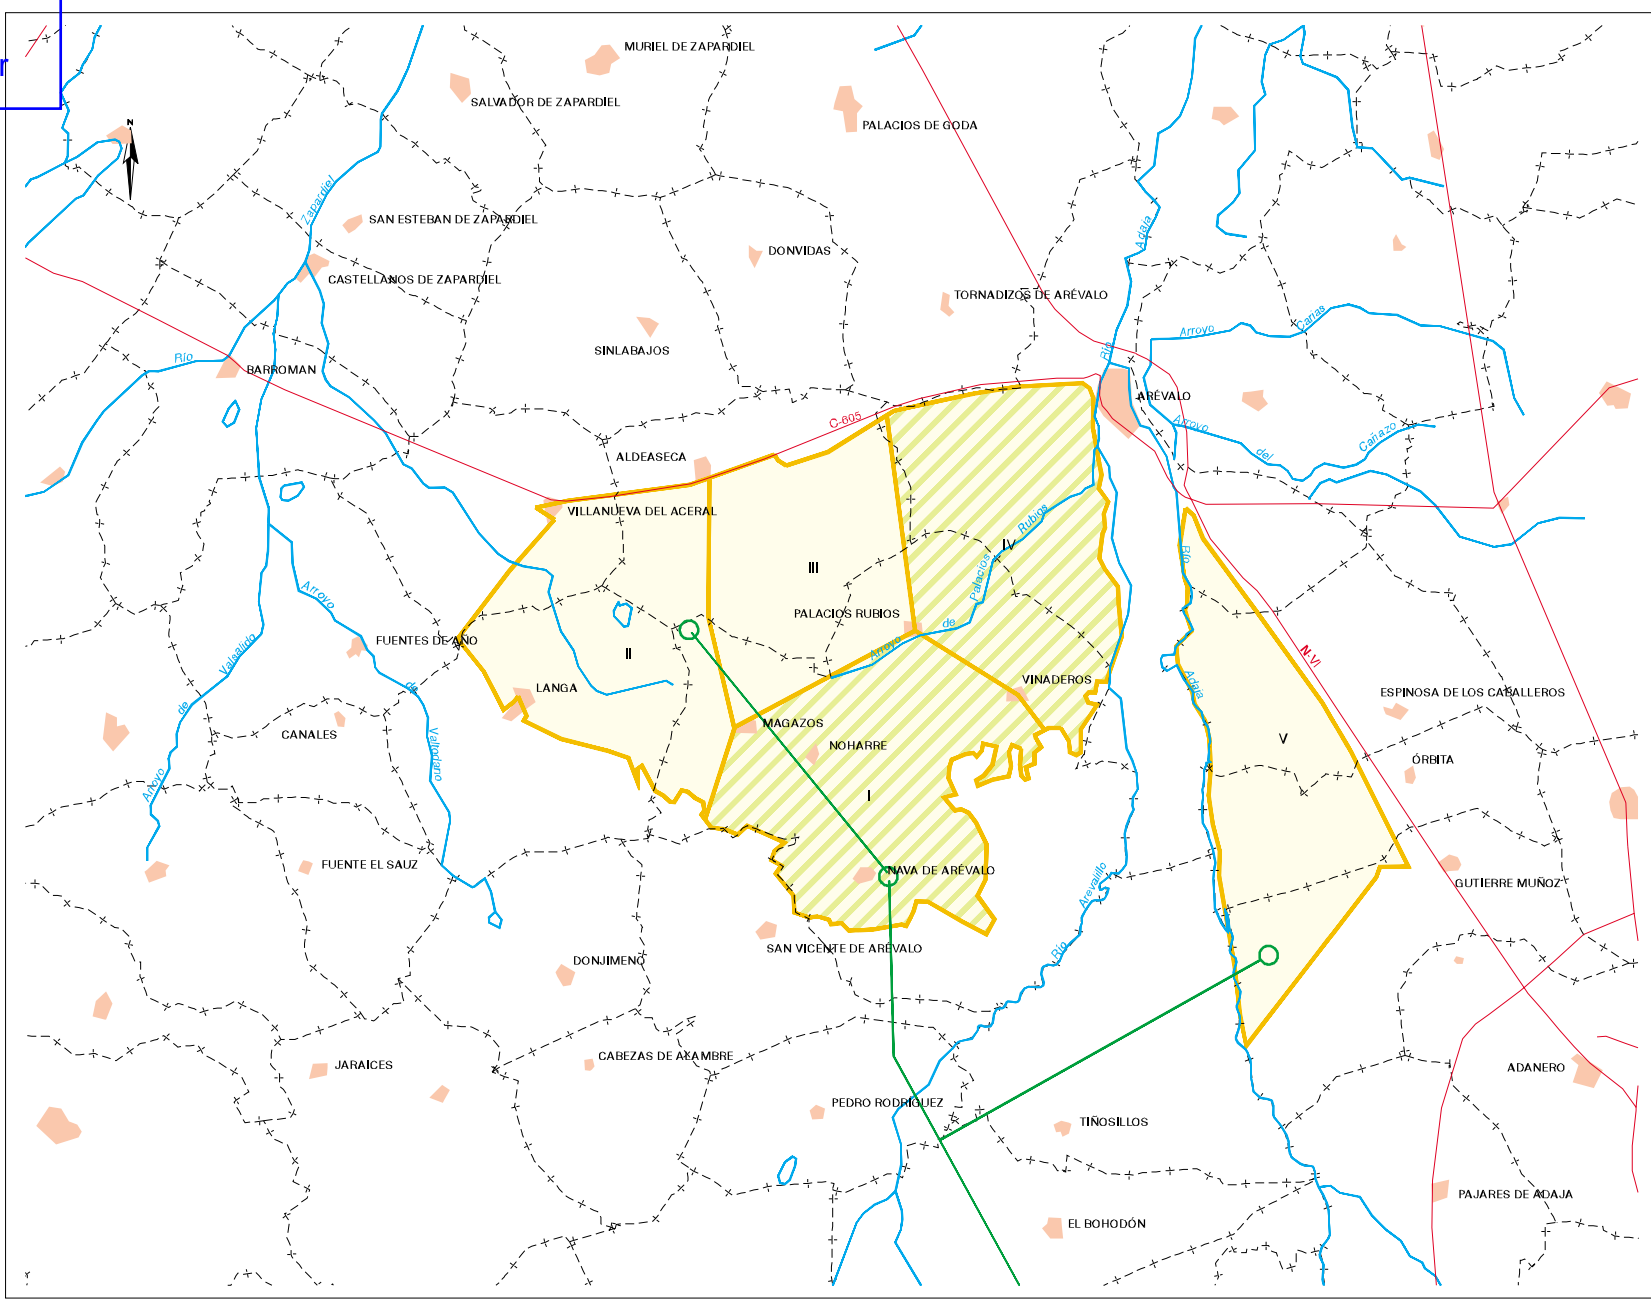 r
N
MURIEL DE ZAPARDIEL
SALVADOR DE ZAPARDIEL
PALACIOS DE GODA
Zapardiel
SAN ESTEBAN DE ZAPARDIEL
Adaja
DONVIDAS
CASTELLANOS DE ZAPARDIEL
TORNADIZOS DE ARÉVALO
Arroyo
Carias
SINLABAJOS
Río
Río
BARROMAN
ARÉVALO
C-605
Arroyo
del
Cañazo
ALDEASECA
VILLANUEVA DEL ACERAL
Rubios
IV
Río
III
Palacios
Arroyo
PALACIOS RUBIOS
de
FUENTES DE AÑO
Valsalido
II
Arroyo
N-VI
VINADEROS
Adaja
de
LANGA
ESPINOSA DE LOS CABALLEROS
de
MAGAZOS
CANALES
V
NOHARRE
Valtodano
ÓRBITA
Arroyo
I
FUENTE EL SAUZ
NAVA DE ARÉVALO
Arevalillo
GUTIERRE MUÑOZ
SAN VICENTE DE ARÉVALO
Río
DONJIMENO
CABEZAS DE ALAMBRE
JARAICES
ADANERO
PEDRO RODRÍGUEZ
TIÑOSILLOS
PAJARES DE ADAJA
EL BOHODÓN